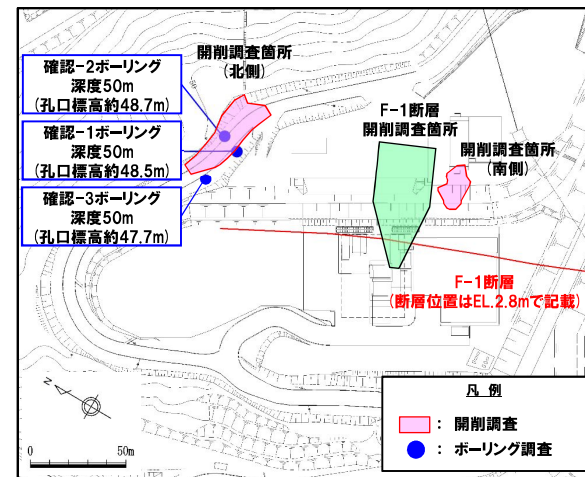 開削調査箇所
(北側)
確認-2ボーリング
深度50m
(孔口標高約48.7m)
確認-1ボーリング
深度50m
(孔口標高約48.5m)
確認-3ボーリング
深度50m
(孔口標高約47.7m)
F-1断層
開削調査箇所
開削調査箇所
(南側)
F-1断層
(断層位置はEL.2.8mで記載)
N
0 50m
凡 例
: 開削調査
: ボーリング調査